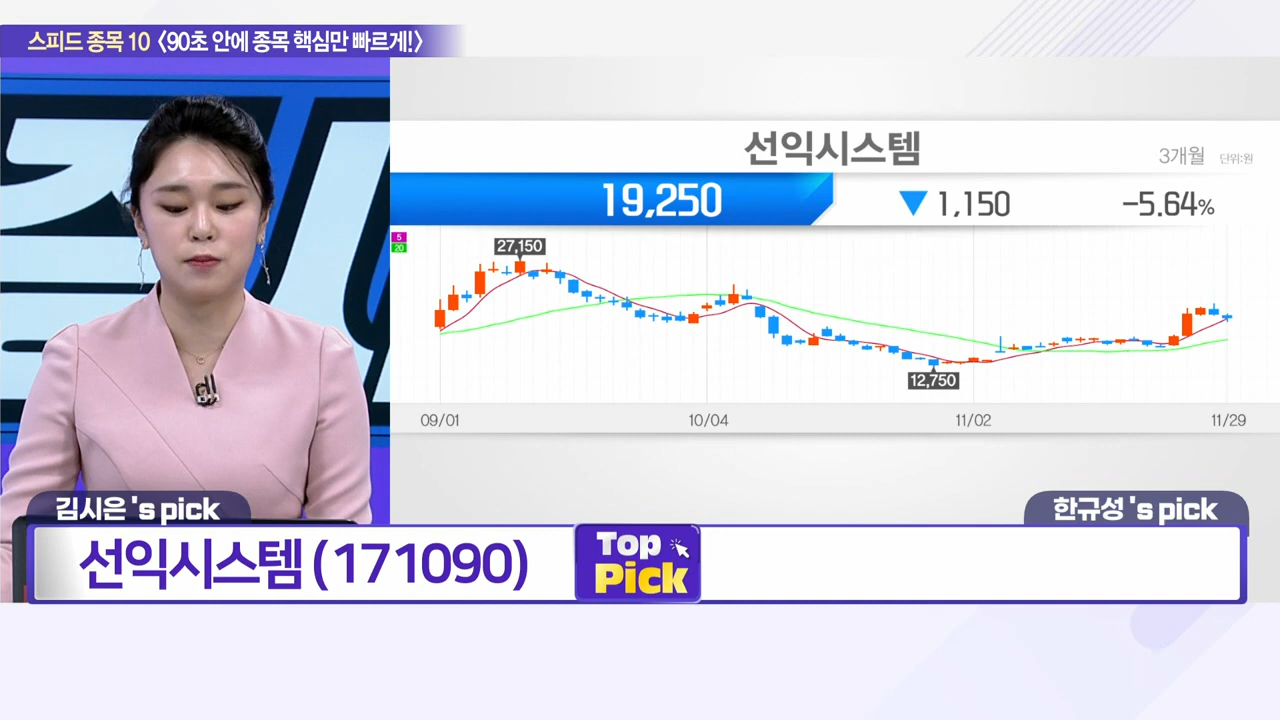 스피드 종목 10 〈90초 안에 종목 핵심만 빠르게!〉
선익시스템
3개월 단위:원
19,250 ▼ 1,150 -5.64%
5
20
27,150
12,750
09/01 10/04 11/02 11/29
김시은 's pick
한규성 's pick
선익시스템 (171090)
Top
Pick